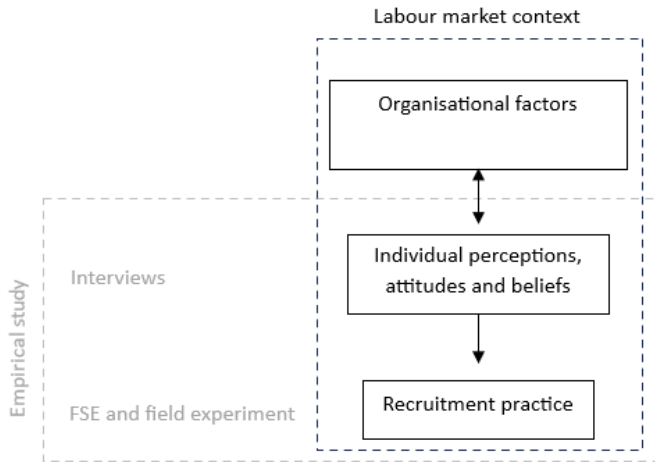 Labour market context
Organisational factors
Individual perceptions,
attitudes and beliefs
Interviews
Empirical study
FSE and field experiment
Recruitment practice